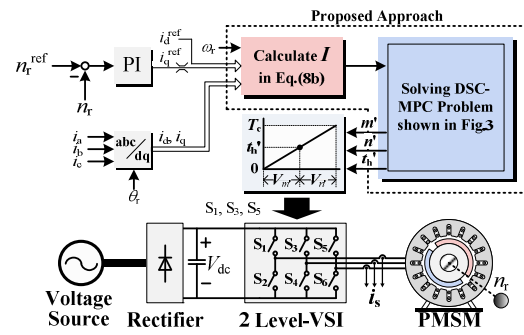 Proposed Approach
n_r^ref
PI
i_d^ref
i_q^ref
ω_r
Calculate I
in Eq.(8b)
Solving DSC-
MPC Problem
shown in Fig.3
n_r
i_a
i_b
i_c
abc/dq
i_d, i_q
θ_r
T_c
t_h'
0
V_m'
V_n'
m'
n'
t_h'
S_1, S_3, S_5
S_1
S_3
S_5
S_2
S_4
S_6
+
V_dc
−
i_s
n_r
Voltage
Source
Rectifier
2 Level-VSI
PMSM